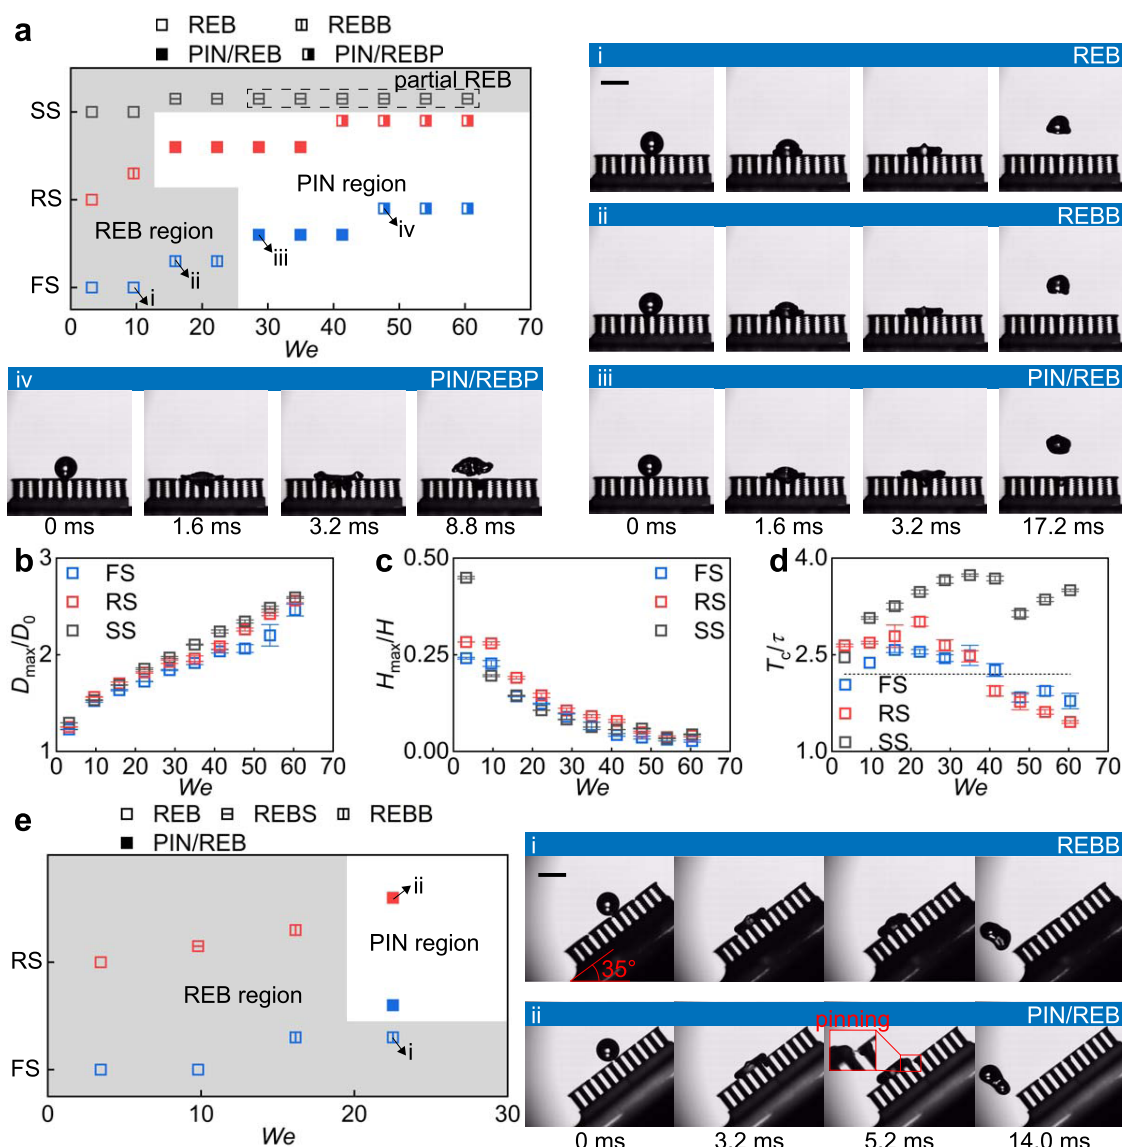 a
REB
REBB
PIN/REB
PIN/REBP
partial REB
SS
RS
FS
PIN region
REB region
i
ii
iii
iv
0
10
20
30
40
50
60
70
We
i
REB
ii
REBB
iii
PIN/REB
0 ms
1.6 ms
3.2 ms
17.2 ms
iv
PIN/REBP
0 ms
1.6 ms
3.2 ms
8.8 ms
b
3
2
1
Dmax/D0
FS
RS
SS
0
10
20
30
40
50
60
70
We
c
0.50
0.25
0.00
Hmax/H
FS
RS
SS
0
10
20
30
40
50
60
70
We
d
4.0
2.5
1.0
Tc/τ
FS
RS
SS
0
10
20
30
40
50
60
70
We
e
REB
REBS
REBB
PIN/REB
RS
FS
REB region
PIN region
ii
i
0
10
20
30
We
i
REBB
35°
ii
PIN/REB
pinning
0 ms
3.2 ms
5.2 ms
14.0 ms